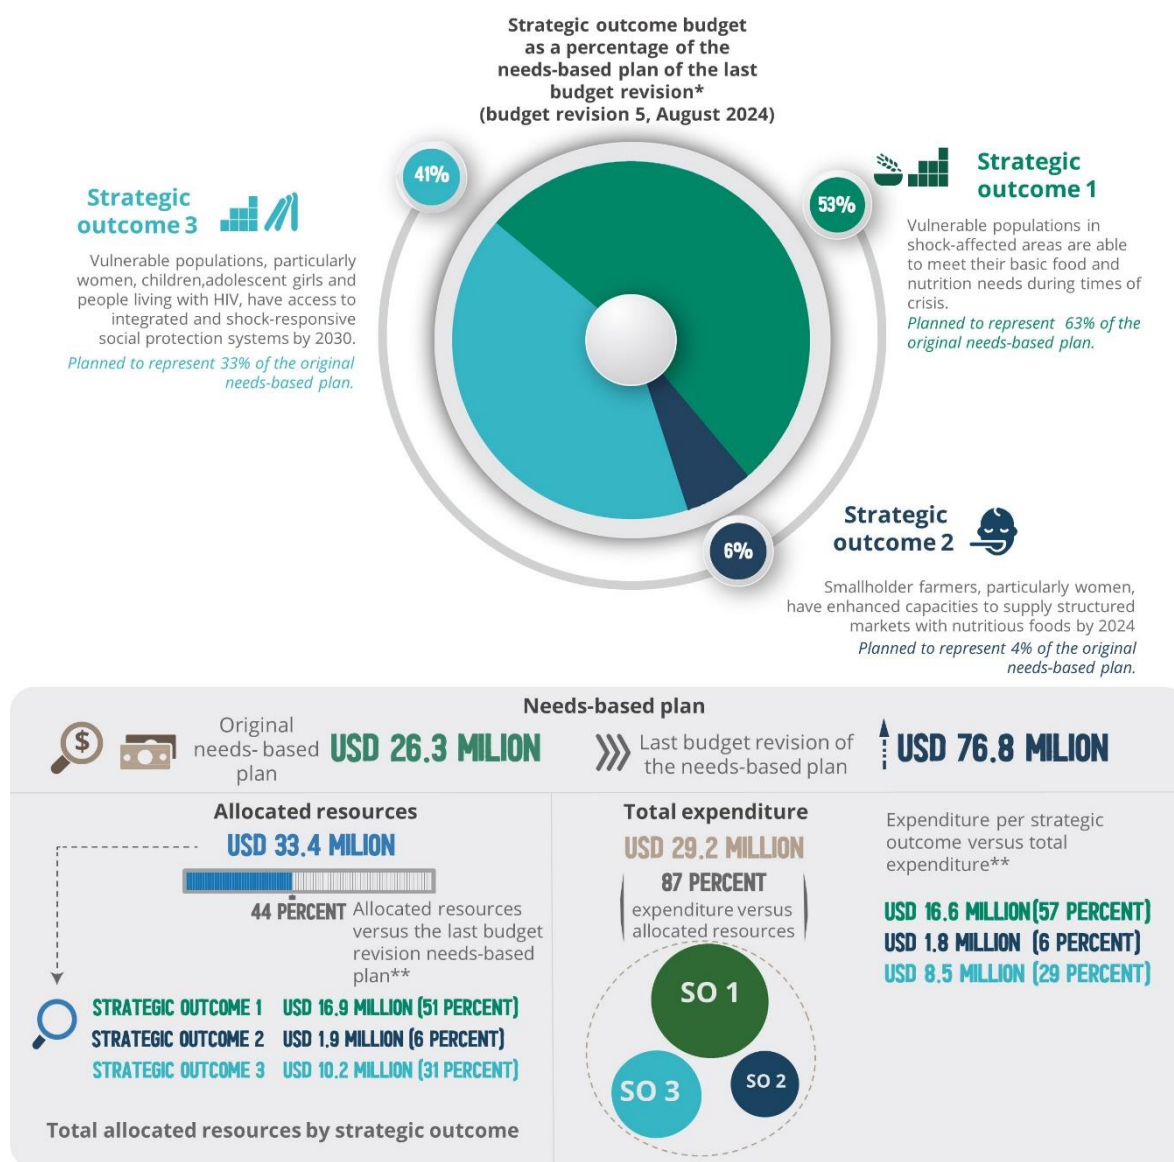 Strategic outcome budget
as a percentage of the
needs-based plan of the last
budget revision*
(budget revision 5, August 2024)
41%
53%
6%
Strategic
outcome 3
Vulnerable populations, particularly
women, children,adolescent girls and
people living with HIV, have access to
integrated and shock-responsive
social protection systems by 2030.
Planned to represent 33% of the original
needs-based plan.
Strategic
outcome 1
Vulnerable populations in
shock-affected areas are able
to meet their basic food and
nutrition needs during times of
crisis.
Planned to represent 63% of the
original needs-based plan.
Strategic
outcome 2
Smallholder farmers, particularly women,
have enhanced capacities to supply structured
markets with nutritious foods by 2024
Planned to represent 4% of the original
needs-based plan.
Needs-based plan
$
Original
needs- based
plan
USD 26.3 MILION
Last budget revision of
the needs-based plan
USD 76.8 MILION
Allocated resources
USD 33.4 MILION
44 PERCENT
Allocated resources
versus the last budget
revision needs-based
plan**
STRATEGIC OUTCOME 1 USD 16.9 MILLION (51 PERCENT)
STRATEGIC OUTCOME 2 USD 1.9 MILLION (6 PERCENT)
STRATEGIC OUTCOME 3 USD 10.2 MILLION (31 PERCENT)
Total allocated resources by strategic outcome
Total expenditure
USD 29.2 MILLION
87 PERCENT
expenditure versus
allocated resources
SO 1
SO 3
SO 2
Expenditure per strategic
outcome versus total
expenditure**
USD 16.6 MILLION(57 PERCENT)
USD 1.8 MILLION (6 PERCENT)
USD 8.5 MILLION (29 PERCENT)